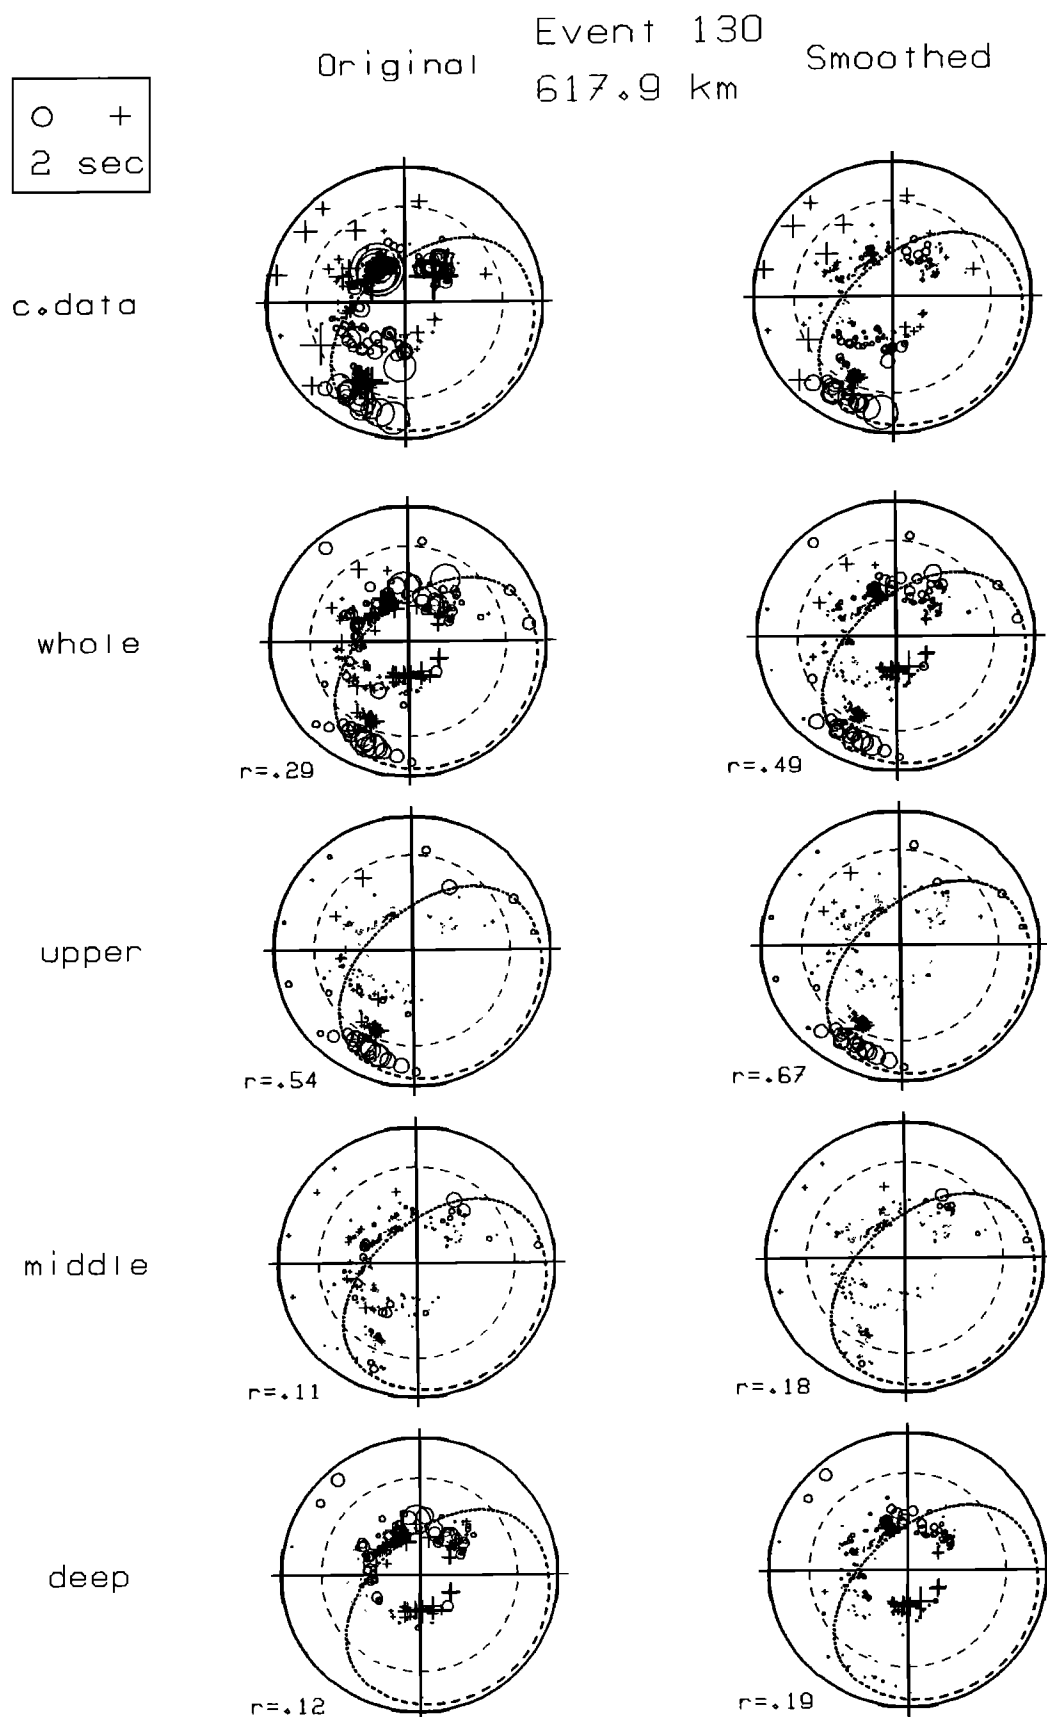 Event 130
Original
Smoothed
617.9 km
O +
2 sec
c.data
whole
r=.29
r=.49
upper
r=.54
r=.67
middle
r=.11
r=.18
deep
r=.12
r=.19